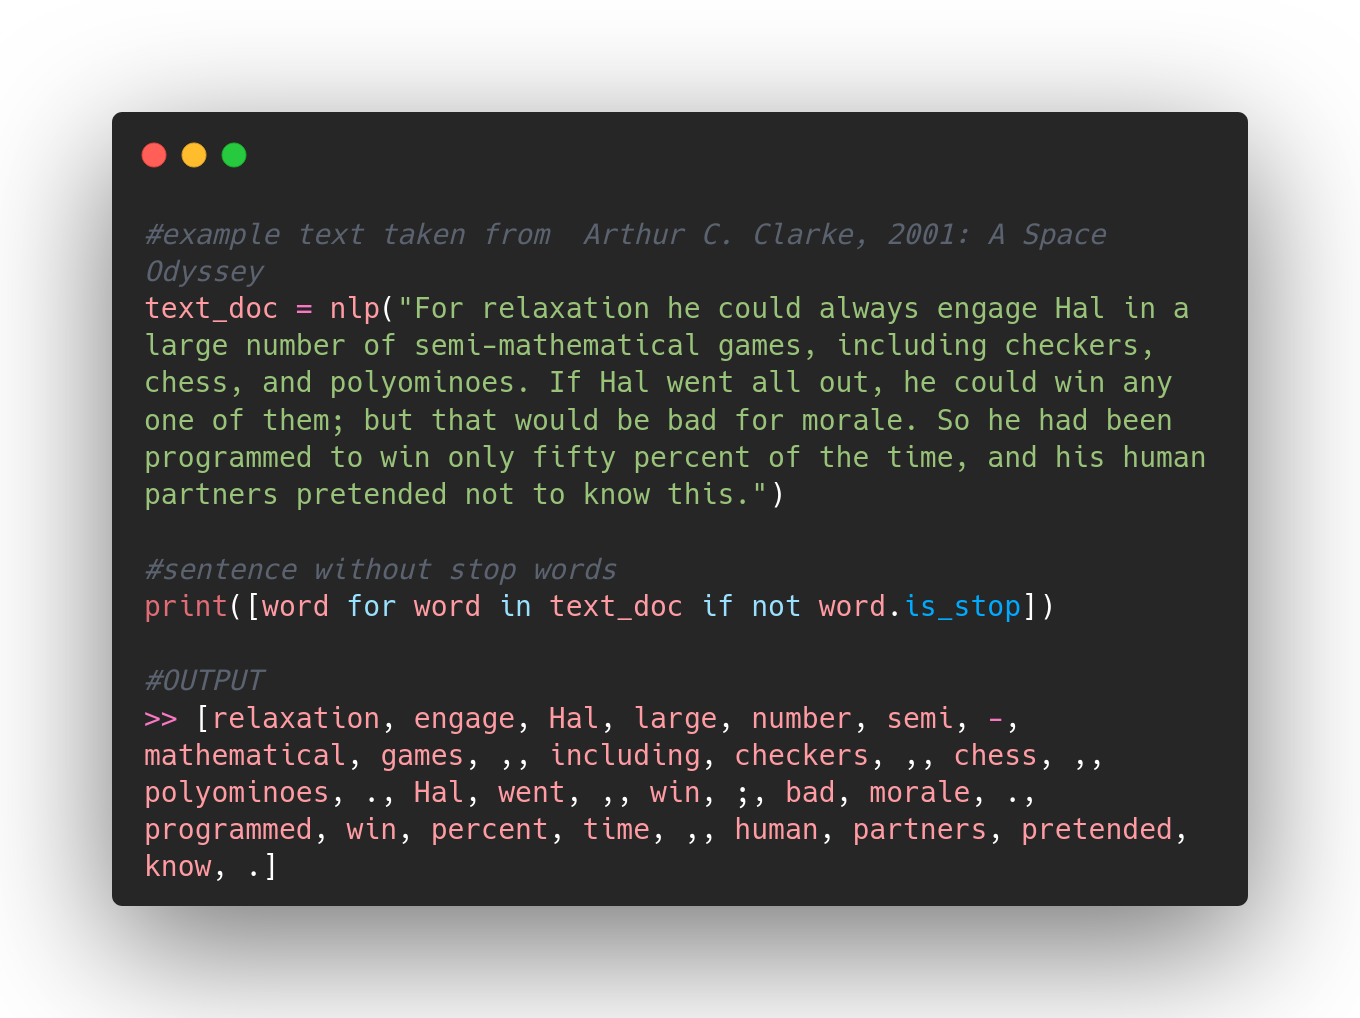 #example text taken from  Arthur C. Clarke, 2001: A Space
Odyssey
text_doc = nlp("For relaxation he could always engage Hal in a
large number of semi-mathematical games, including checkers,
chess, and polyominoes. If Hal went all out, he could win any
one of them; but that would be bad for morale. So he had been
programmed to win only fifty percent of the time, and his human
partners pretended not to know this.")
#sentence without stop words
print([word for word in text_doc if not word.is_stop])
#OUTPUT
>> [relaxation, engage, Hal, large, number, semi, -,
mathematical, games, ,, including, checkers, ,, chess, ,,
polyominoes, ., Hal, went, ,, win, ;, bad, morale, .,
programmed, win, percent, time, ,, human, partners, pretended,
know, .]